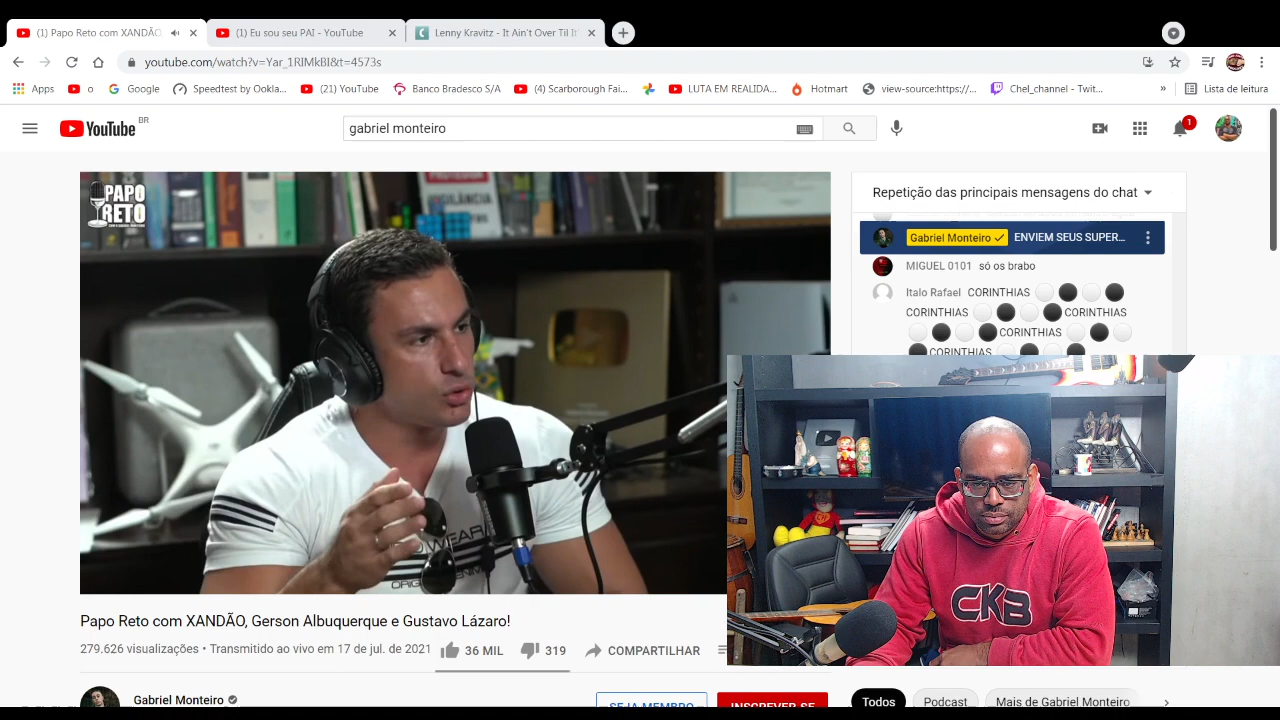 (1) Papo Reto com XANDÃO,
(1) Eu sou seu PAI - YouTube
Lenny Kravitz - It Ain't Over Til It
youtube.com/watch?v=Yar_1RIMkBI&t=4573s
Apps
o
Google
Speedtest by Ookla...
(21) YouTube
Banco Bradesco S/A
(4) Scarborough Fai...
LUTA EM REALIDA...
Hotmart
view-source:https://...
Chel_channel - Twit...
»
Lista de leitura
YouTube BR
gabriel monteiro
1
PAPO
RETO
Repetição das principais mensagens do chat
Gabriel Monteiro ENVIEM SEUS SUPER...
MIGUEL 0101 só os brabo
Italo Rafael CORINTHIAS
CORINTHIAS CORINTHIAS
CORINTHIAS
CORINTHIAS
CKB
Papo Reto com XANDÃO, Gerson Albuquerque e Gustavo Lázaro!
279.626 visualizações • Transmitido ao vivo em 17 de jul. de 2021
36 MIL
319
COMPARTILHAR
Gabriel Monteiro
SEJA MEMBRO
INSCREVER-SE
Todos
Podcast
Mais de Gabriel Monteiro